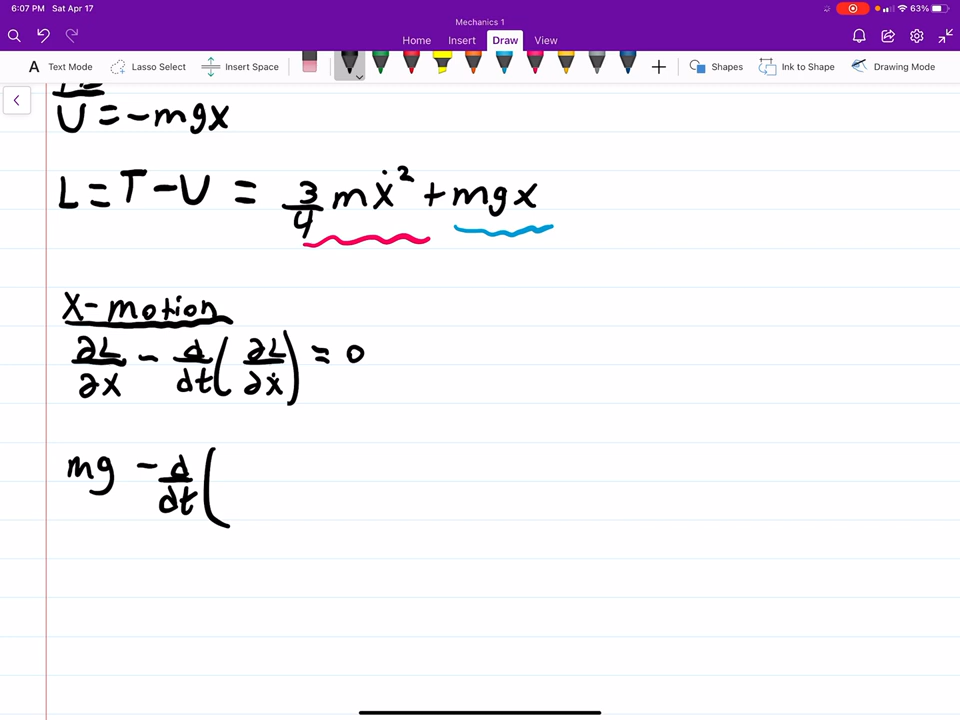 6:07 PM Sat Apr 17
63%
Mechanics 1
Home Insert Draw View
A Text Mode Lasso Select Insert Space Shapes Ink to Shape Drawing Mode
U = -mgx
L = T - U = 3/4 mẋ² + mgx
X-motion
∂L/∂x - d/dt(∂L/∂ẋ) = 0
mg - d/dt(